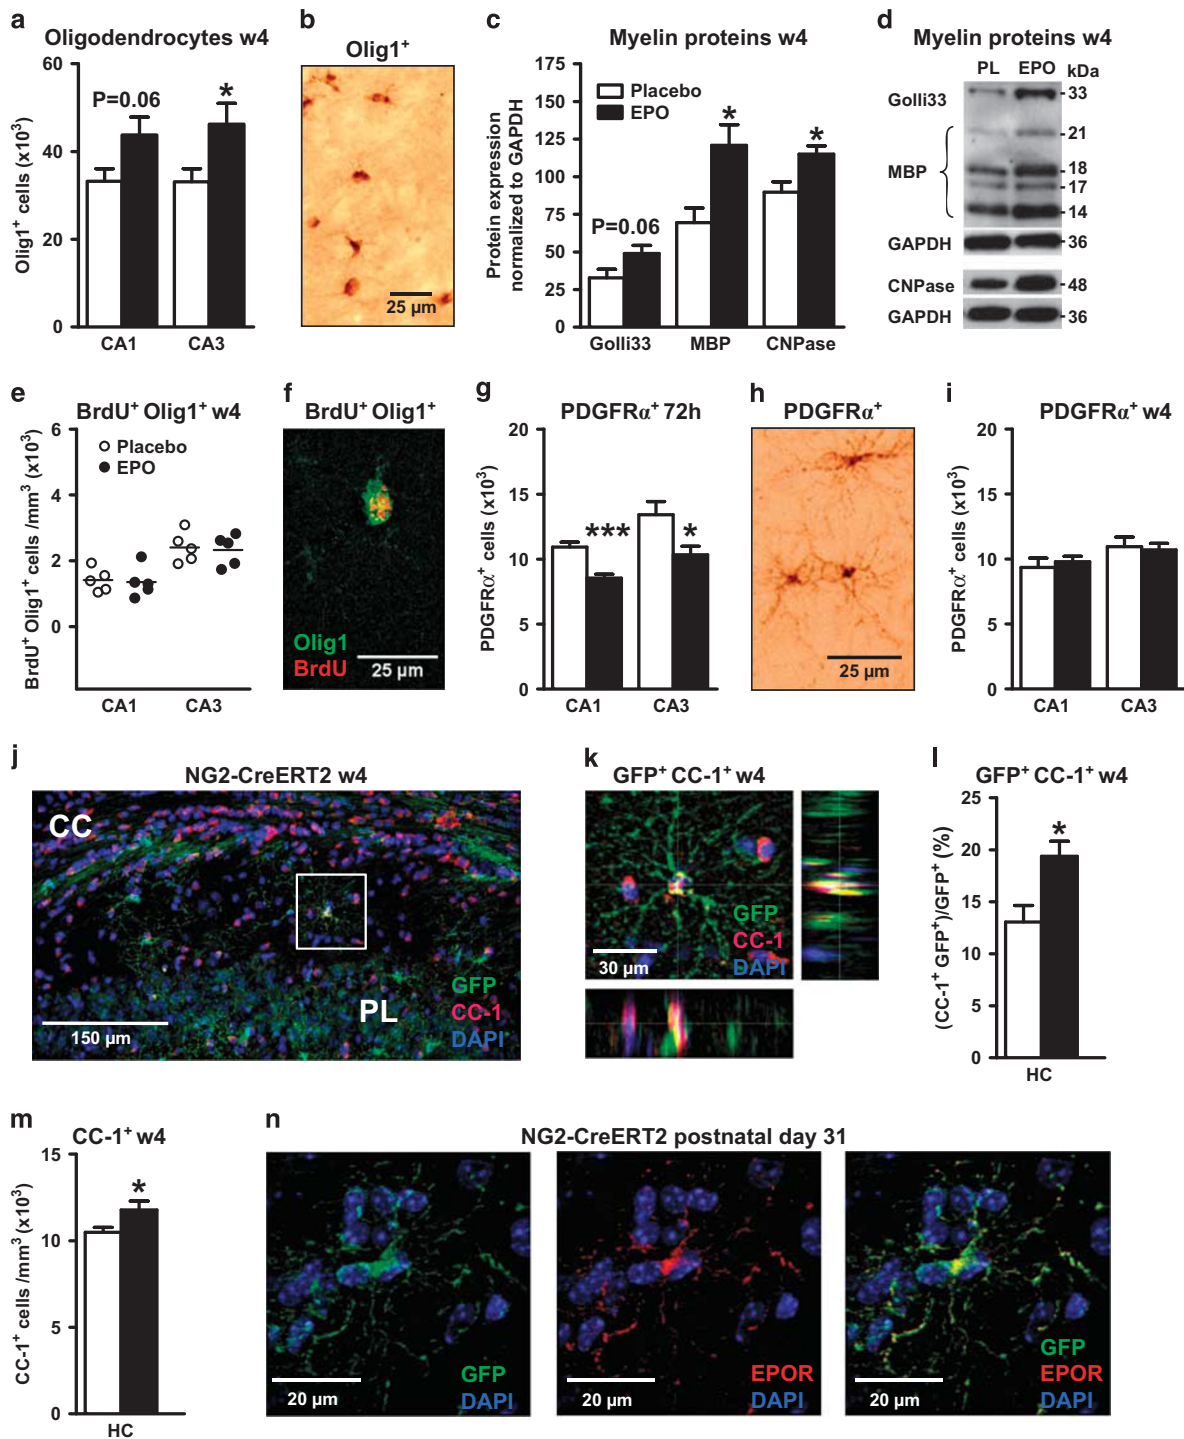 a
Oligodendrocytes w4
Olig1+ cells (x10³)
60
40
20
0
P=0.06
*
CA1
CA3
b
Olig1+
25 µm
c
Myelin proteins w4
Protein expression
normalized to GAPDH
175
150
125
100
75
50
25
0
Placebo
EPO
P=0.06
*
*
Golli33
MBP
CNPase
d
Myelin proteins w4
PL EPO kDa
Golli33
33
21
MBP
18
17
14
GAPDH
36
CNPase
48
GAPDH
36
e
BrdU+ Olig1+ w4
BrdU+ Olig1+ cells /mm³ (x10³)
6
4
2
0
Placebo
EPO
CA1
CA3
f
BrdU+ Olig1+
Olig1
BrdU
25 µm
g
PDGFRα+ 72h
PDGFRα+ cells (x10³)
20
15
10
5
0
***
*
CA1
CA3
h
PDGFRα+
25 µm
i
PDGFRα+ w4
PDGFRα+ cells (x10³)
20
15
10
5
0
CA1
CA3
j
NG2-CreERT2 w4
CC
PL
GFP
CC-1
DAPI
150 µm
k
GFP+ CC-1+ w4
GFP
CC-1
DAPI
30 µm
l
GFP+ CC-1+ w4
(CC-1+ GFP+)/GFP+ (%)
25
20
15
10
5
0
*
HC
m
CC-1+ w4
CC-1+ cells /mm³ (x10³)
15
10
5
0
*
HC
n
NG2-CreERT2 postnatal day 31
GFP
DAPI
20 µm
EPOR
DAPI
20 µm
GFP
EPOR
DAPI
20 µm